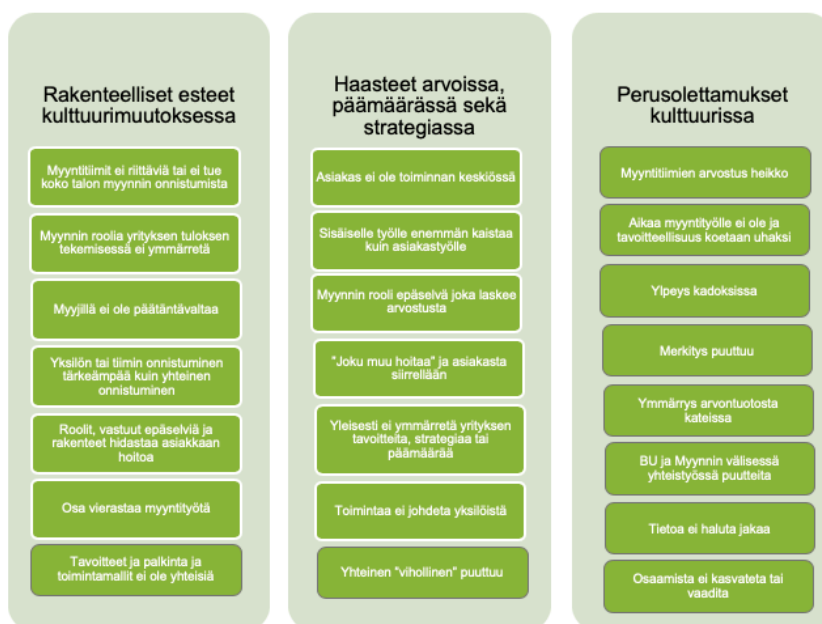 Rakenteelliset esteet
kulttuurimuutoksessa
Myyntitiimit ei riittäviä tai ei tue
koko talon myynnin onnistumista
Myynnin roolia yrityksen tuloksen
tekemisessä ei ymmärretä
Myyjillä ei ole päätäntävaltaa
Yksilön tai tiimin onnistuminen
tärkeämpää kuin yhteinen
onnistuminen
Roolit, vastuut epäselviä ja
rakenteet hidastaa asiakkaan
hoitoa
Osa vierastaa myyntityötä
Tavoitteet ja palkinta ja
toimintamallit ei ole yhteisiä
Haasteet arvoissa,
päämäärässä sekä
strategiassa
Asiakas ei ole toiminnan keskiössä
Sisäiselle työlle enemmän kaistaa
kuin asiakastyölle
Myynnin rooli epäselvä joka laskee
arvostusta
"Joku muu hoitaa" ja asiakasta
siirrellään
Yleisesti ei ymmärretä yrityksen
tavoitteita, strategiaa tai
päämäärää
Toimintaa ei johdeta yksilöistä
Yhteinen "vihollinen" puuttuu
Perusolettamukset
kulttuurissa
Myyntitiimien arvostus heikko
Aikaa myyntityölle ei ole ja
tavoitteellisuus koetaan uhaksi
Ylpeys kadoksissa
Merkitys puuttuu
Ymmärrys arvontuotosta
kateissa
BU ja Myynnin välisessä
yhteistyössä puutteita
Tietoa ei haluta jakaa
Osaamista ei kasvateta tai
vaadita